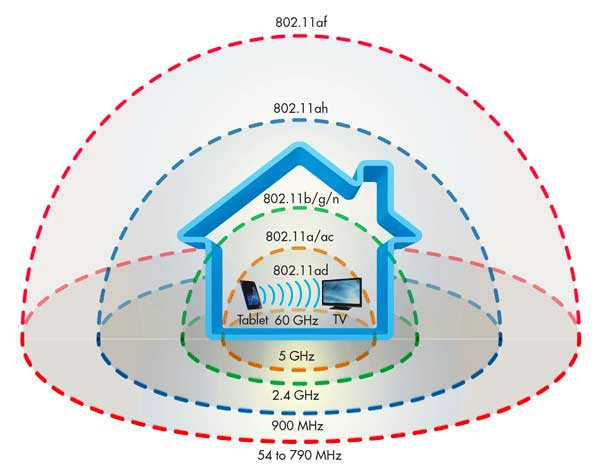 802.11af
802.11ah
802.11b/g/n
802.11a/ac
802.11ad
Tablet 60 GHz TV
5 GHz
2.4 GHz
900 MHz
54 to 790 MHz